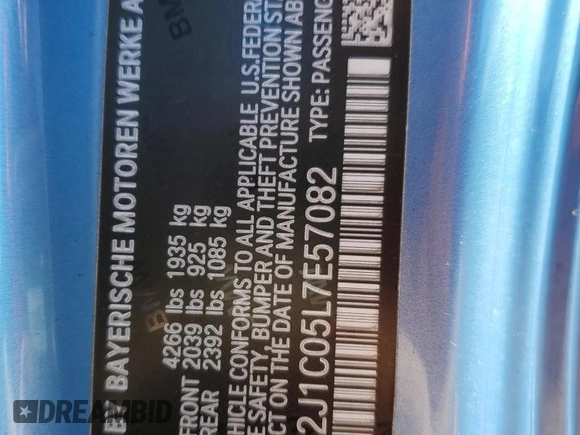 BAYERISCHE MOTOREN WERKE A
4266 lbs 1935 kg
FRONT 2039 lbs 925 kg
REAR 2392 lbs 1085 kg
VEHICLE CONFORMS TO ALL APPLICABLE U.S.FEDER
E SAFETY, BUMPER AND THEFT PREVENTION ST
CT ON THE DATE OF MANUFACTURE SHOWN AB
2J1C05L7E57082 TYPE: PASSENG
DREAMBID